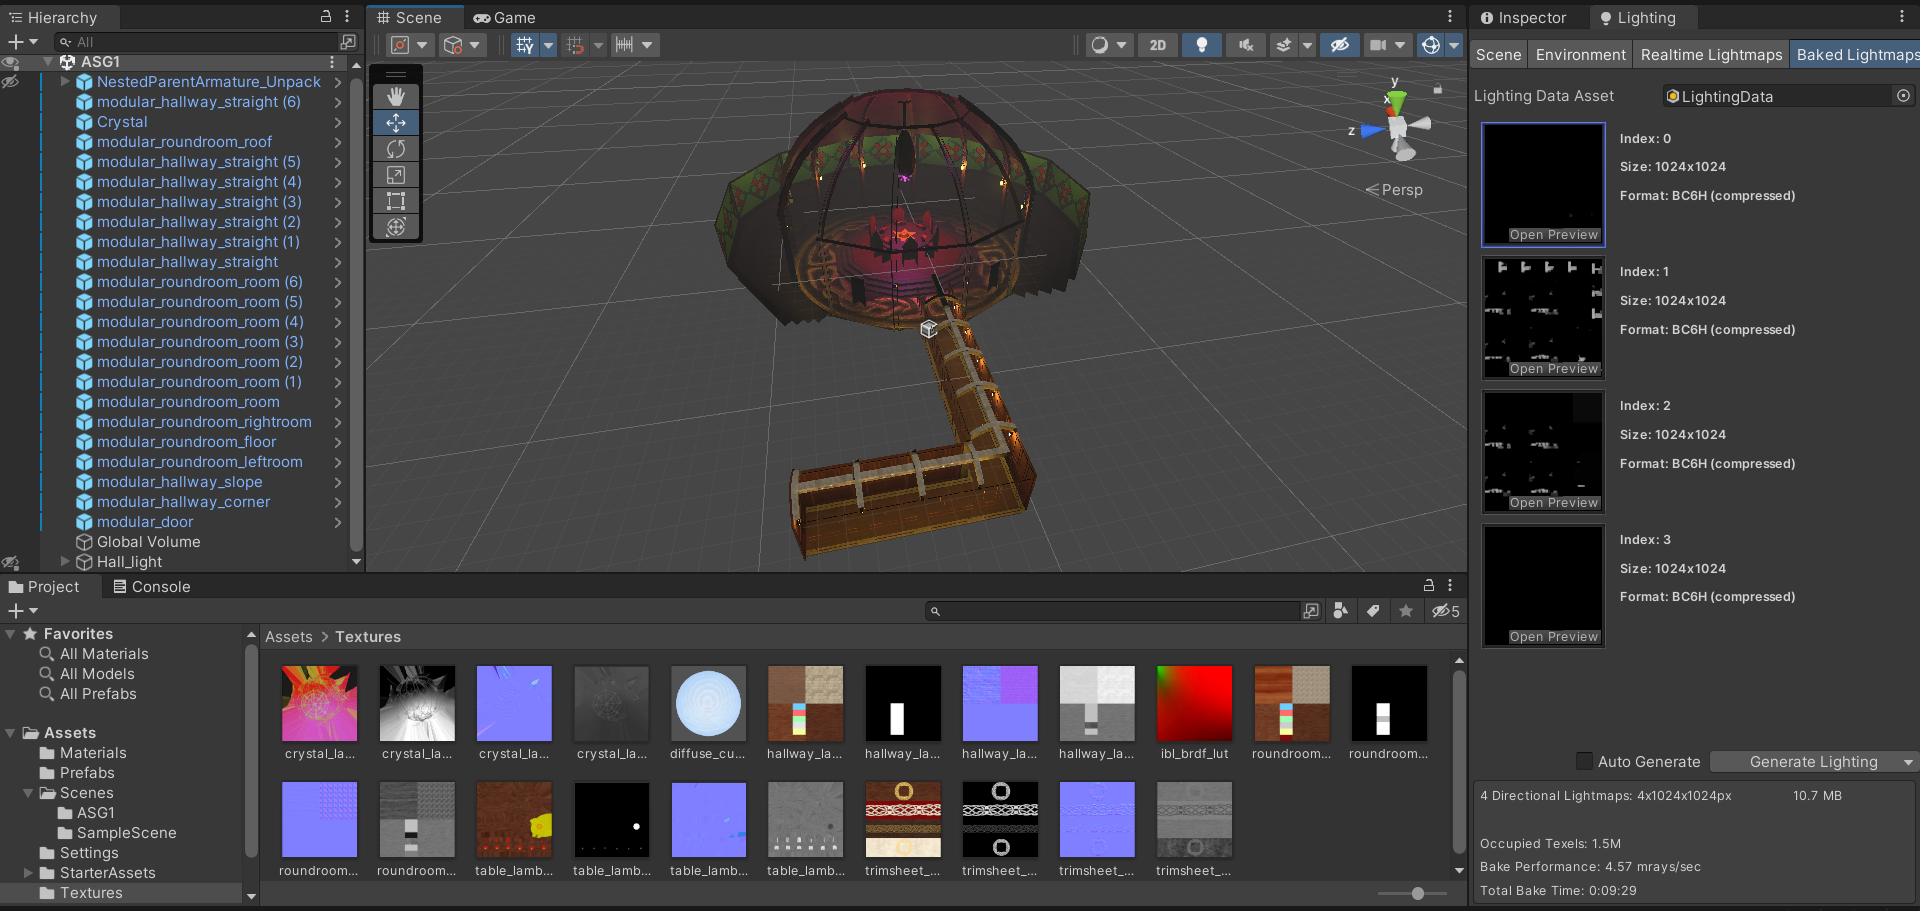 Hierarchy
All
ASG1
NestedParentArmature_Unpack
modular_hallway_straight (6)
Crystal
modular_roundroom_roof
modular_hallway_straight (5)
modular_hallway_straight (4)
modular_hallway_straight (3)
modular_hallway_straight (2)
modular_hallway_straight (1)
modular_hallway_straight
modular_roundroom_room (6)
modular_roundroom_room (5)
modular_roundroom_room (4)
modular_roundroom_room (3)
modular_roundroom_room (2)
modular_roundroom_room (1)
modular_roundroom_room
modular_roundroom_rightroom
modular_roundroom_floor
modular_roundroom_leftroom
modular_hallway_slope
modular_hallway_corner
modular_door
Global Volume
Hall_light
Scene Game
2D
y
x
z
Persp
Inspector Lighting
Scene Environment Realtime Lightmaps Baked Lightmaps
Lighting Data Asset LightingData
Index: 0
Size: 1024x1024
Format: BC6H (compressed)
Open Preview
Index: 1
Size: 1024x1024
Format: BC6H (compressed)
Open Preview
Index: 2
Size: 1024x1024
Format: BC6H (compressed)
Open Preview
Index: 3
Size: 1024x1024
Format: BC6H (compressed)
Open Preview
Auto Generate Generate Lighting
4 Directional Lightmaps: 4x1024x1024px 10.7 MB
Occupied Texels: 1.5M
Bake Performance: 4.57 mrays/sec
Total Bake Time: 0:09:29
Project Console
5
Favorites
All Materials
All Models
All Prefabs
Assets
Materials
Prefabs
Scenes
ASG1
SampleScene
Settings
StarterAssets
Textures
Assets > Textures
crystal_la... crystal_la... crystal_la... crystal_la... diffuse_cu... hallway_la... hallway_la... hallway_la... hallway_la... ibl_brdf_lut roundroom... roundroom...
roundroom... roundroom... table_lamb... table_lamb... table_lamb... table_lamb... trimsheet_... trimsheet_... trimsheet_... trimsheet_...